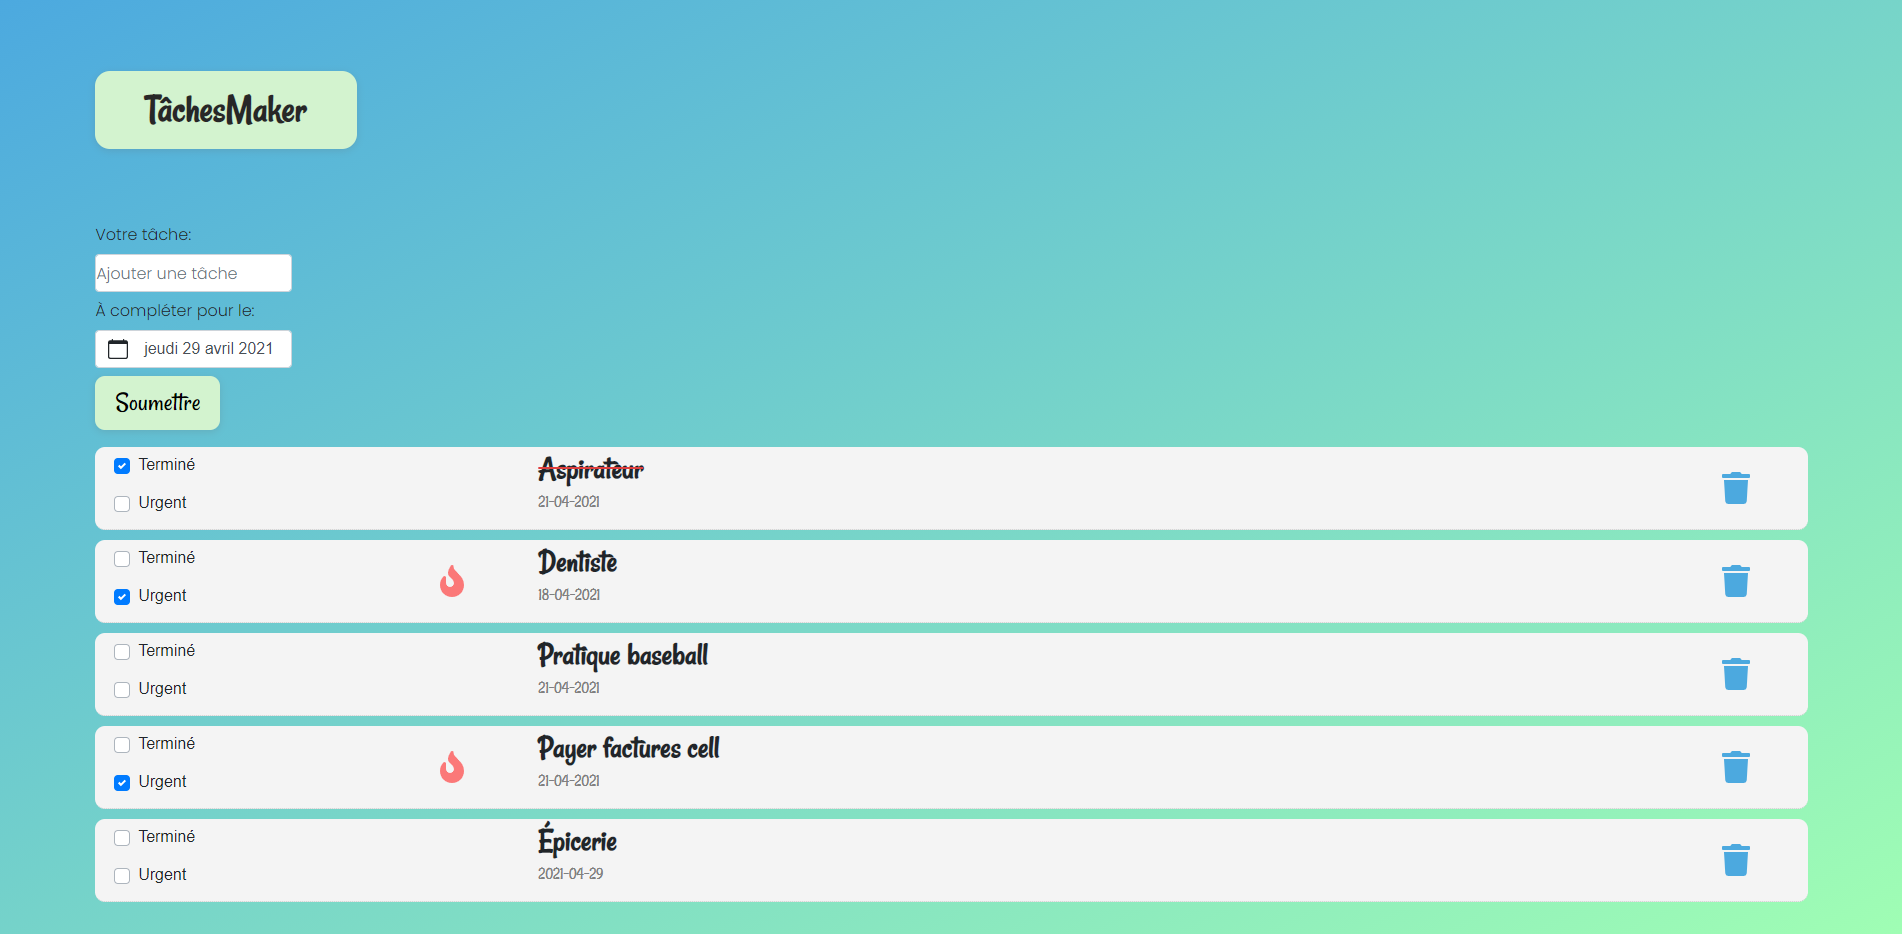 TâchesMaker
Votre tâche:
Ajouter une tâche
À compléter pour le:
jeudi 29 avril 2021
Soumettre
Terminé
Urgent
Aspirateur
21-04-2021
Terminé
Urgent
Dentiste
18-04-2021
Terminé
Urgent
Pratique baseball
21-04-2021
Terminé
Urgent
Payer factures cell
21-04-2021
Terminé
Urgent
Épicerie
2021-04-29